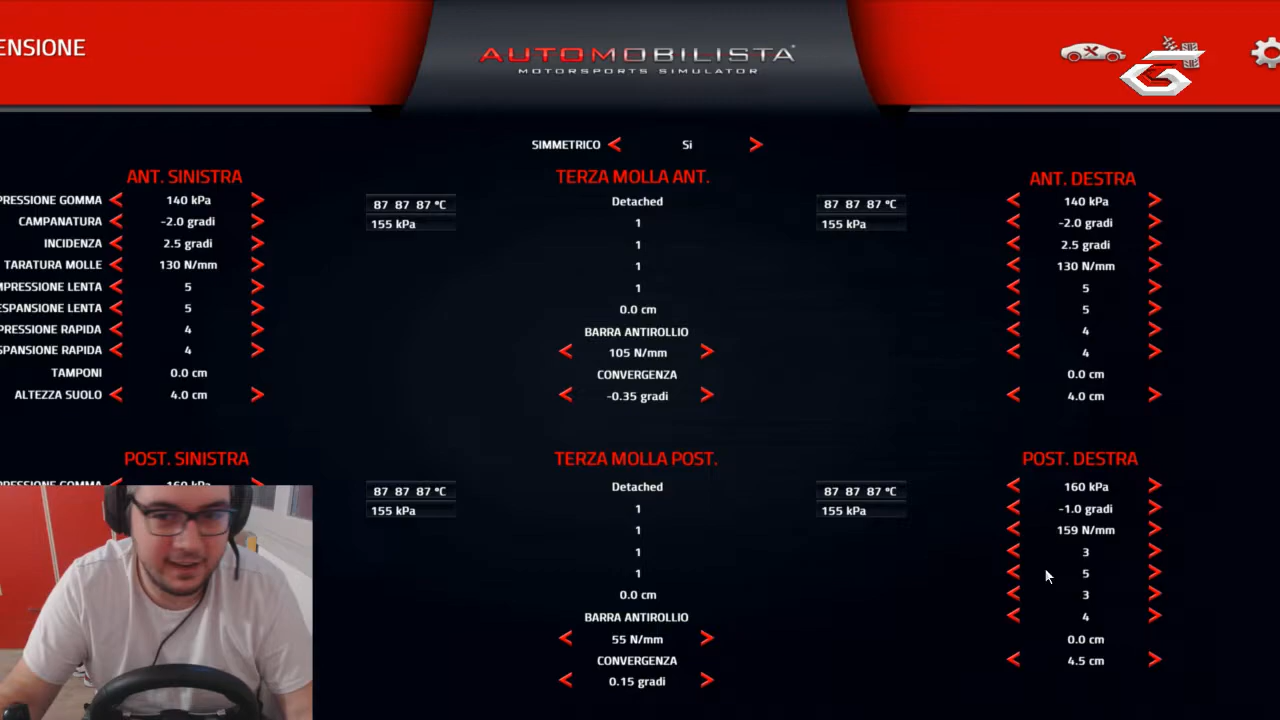 ENSIONE
AUTOMOBILISTA
MOTORSPORTS SIMULATOR
SIMMETRICO Si
ANT. SINISTRA
PRESSIONE GOMMA 140 kPa
CAMPANATURA -2.0 gradi
INCIDENZA 2.5 gradi
TARATURA MOLLE 130 N/mm
MPRESSIONE LENTA 5
ESPANSIONE LENTA 5
PRESSIONE RAPIDA 4
SPANSIONE RAPIDA 4
TAMPONI 0.0 cm
ALTEZZA SUOLO 4.0 cm
87 87 87 °C
155 kPa
TERZA MOLLA ANT.
Detached
1
1
1
1
0.0 cm
BARRA ANTIROLLIO
105 N/mm
CONVERGENZA
-0.35 gradi
87 87 87 °C
155 kPa
ANT. DESTRA
140 kPa
-2.0 gradi
2.5 gradi
130 N/mm
5
5
4
4
0.0 cm
4.0 cm
POST. SINISTRA
PRESSIONE GOMMA 160 kPa
87 87 87 °C
155 kPa
TERZA MOLLA POST.
Detached
1
1
1
1
0.0 cm
BARRA ANTIROLLIO
55 N/mm
CONVERGENZA
0.15 gradi
87 87 87 °C
155 kPa
POST. DESTRA
160 kPa
-1.0 gradi
159 N/mm
3
5
3
4
0.0 cm
4.5 cm